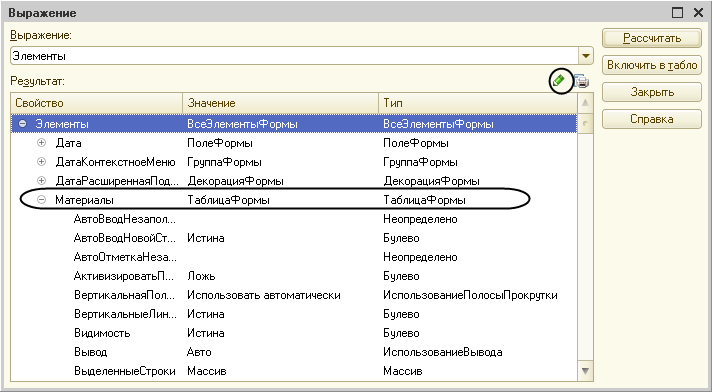 Выражение
Выражение:
Элементы
Рассчитать
Включить в табло
Закрыть
Справка
Результат:
Свойство Значение Тип
Элементы ВсеЭлементыФормы ВсеЭлементыФормы
Дата ПолеФормы ПолеФормы
ДатаКонтекстноеМеню ГруппаФормы ГруппаФормы
ДатаРасширеннаяПод... ДекорацияФормы ДекорацияФормы
Материалы ТаблицаФормы ТаблицаФормы
АвтоВводНезапол... Неопределено
АвтоВводНовойСт... Истина Булево
АвтоОтметкаНеза... Неопределено
АктивизироватьП... Ложь Булево
ВертикальнаяПол... Использовать автоматически ИспользованиеПолосыПрокрутки
ВертикальныеЛин... Истина Булево
Видимость Истина Булево
Вывод Авто ИспользованиеВывода
ВыделенныеСтроки Массив Массив